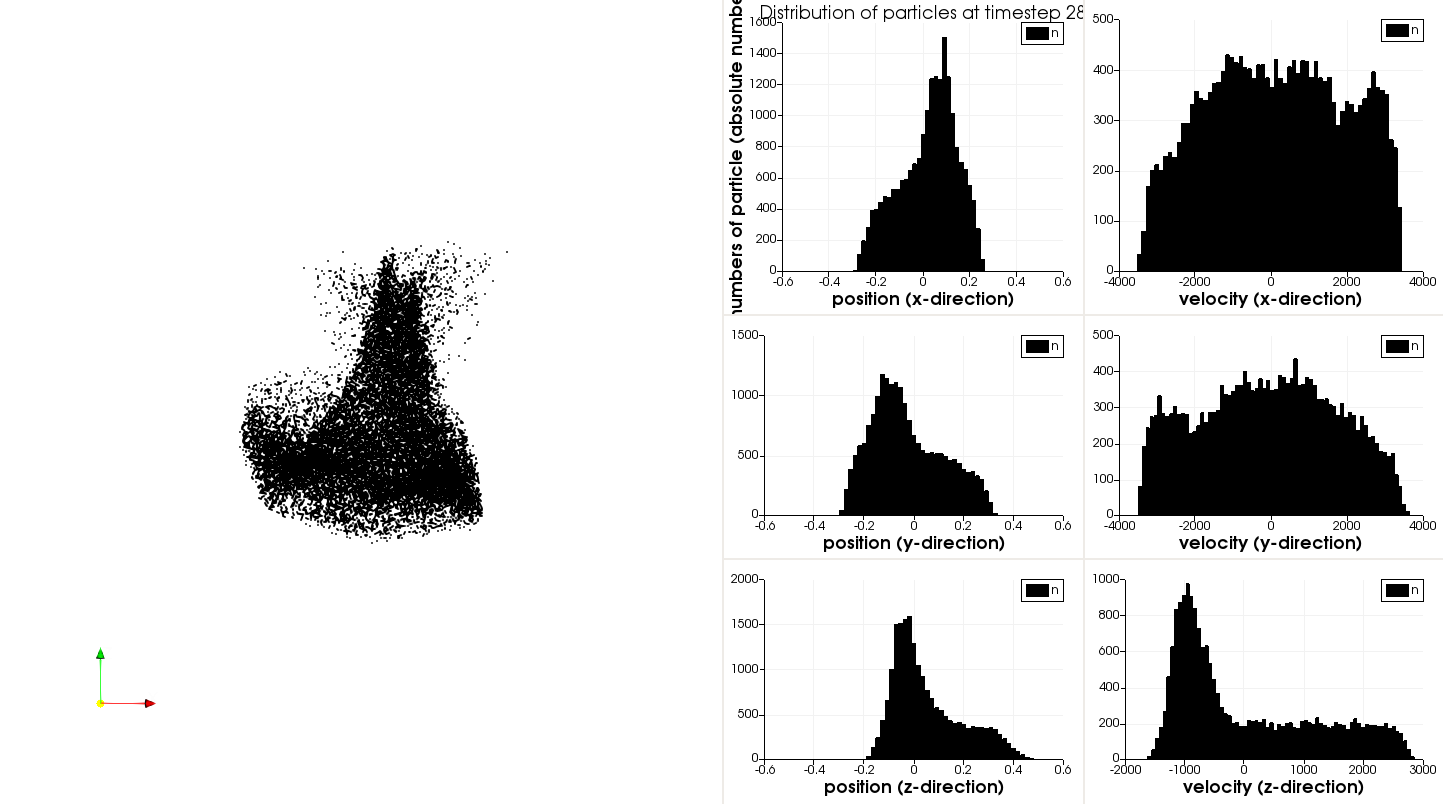 Distribution of particles at timestep 28
numbers of particle (absolute numbe
1600
1400
1200
1000
800
600
400
200
0
n
-0.6 -0.4 -0.2 0 0.2 0.4 0.6
position (x-direction)
500
400
300
200
100
0
n
-4000 -2000 0 2000 4000
velocity (x-direction)
1500
1000
500
0
n
-0.6 -0.4 -0.2 0 0.2 0.4 0.6
position (y-direction)
500
400
300
200
100
0
n
-4000 -2000 0 2000 4000
velocity (y-direction)
2000
1500
1000
500
0
n
-0.6 -0.4 -0.2 0 0.2 0.4 0.6
position (z-direction)
1000
800
600
400
200
0
n
-2000 -1000 0 1000 2000 3000
velocity (z-direction)